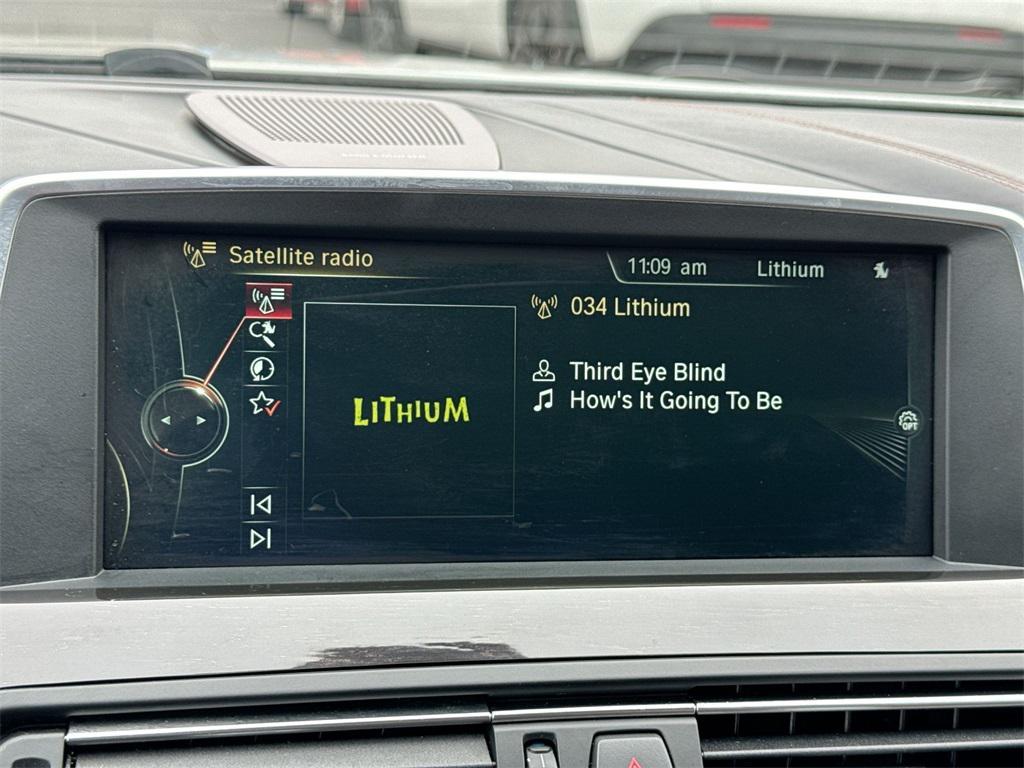 Satellite radio
11:09 am
Lithium
034 Lithium
LiTHiUM
Third Eye Blind
How's It Going To Be
OPT